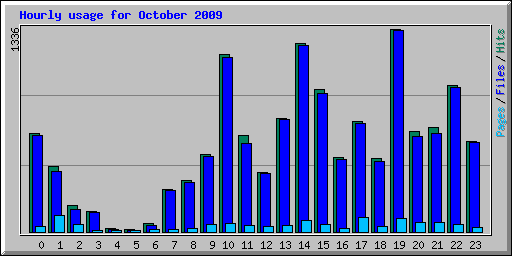 Hourly usage for October 2009
1336
Pages/Files/Hits
0 1 2 3 4 5 6 7 8 9 10 11 12 13 14 15 16 17 18 19 20 21 22 23